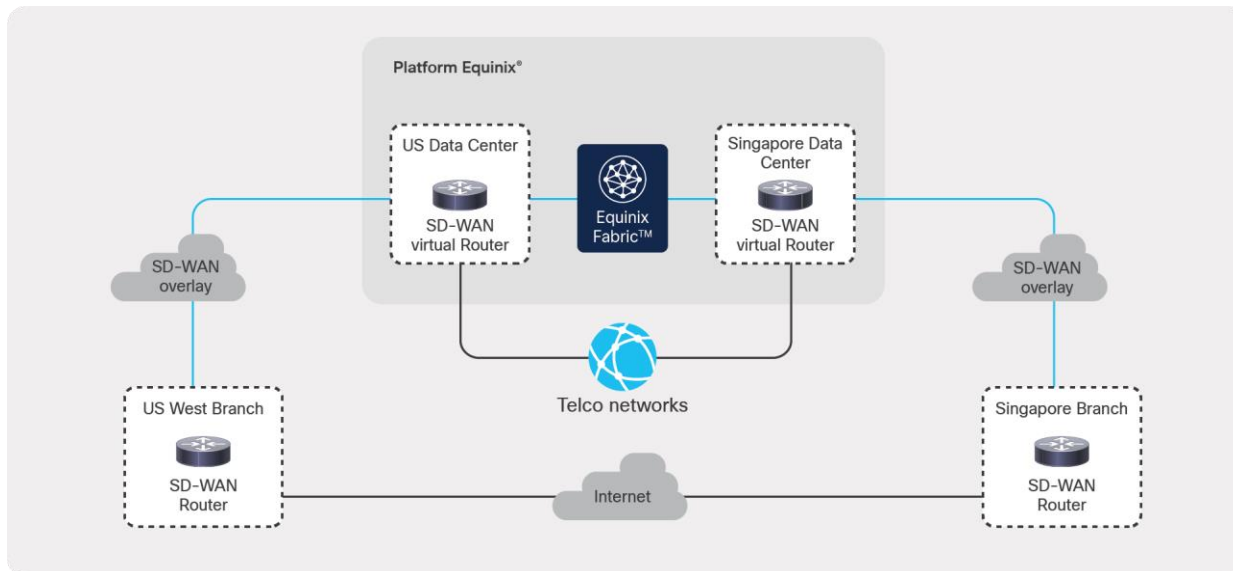 Platform Equinix®
US Data Center
SD-WAN
virtual Router
Equinix
Fabric™
Singapore Data
Center
SD-WAN
virtual Router
SD-WAN
overlay
SD-WAN
overlay
Telco networks
US West Branch
SD-WAN
Router
Internet
Singapore Branch
SD-WAN
Router